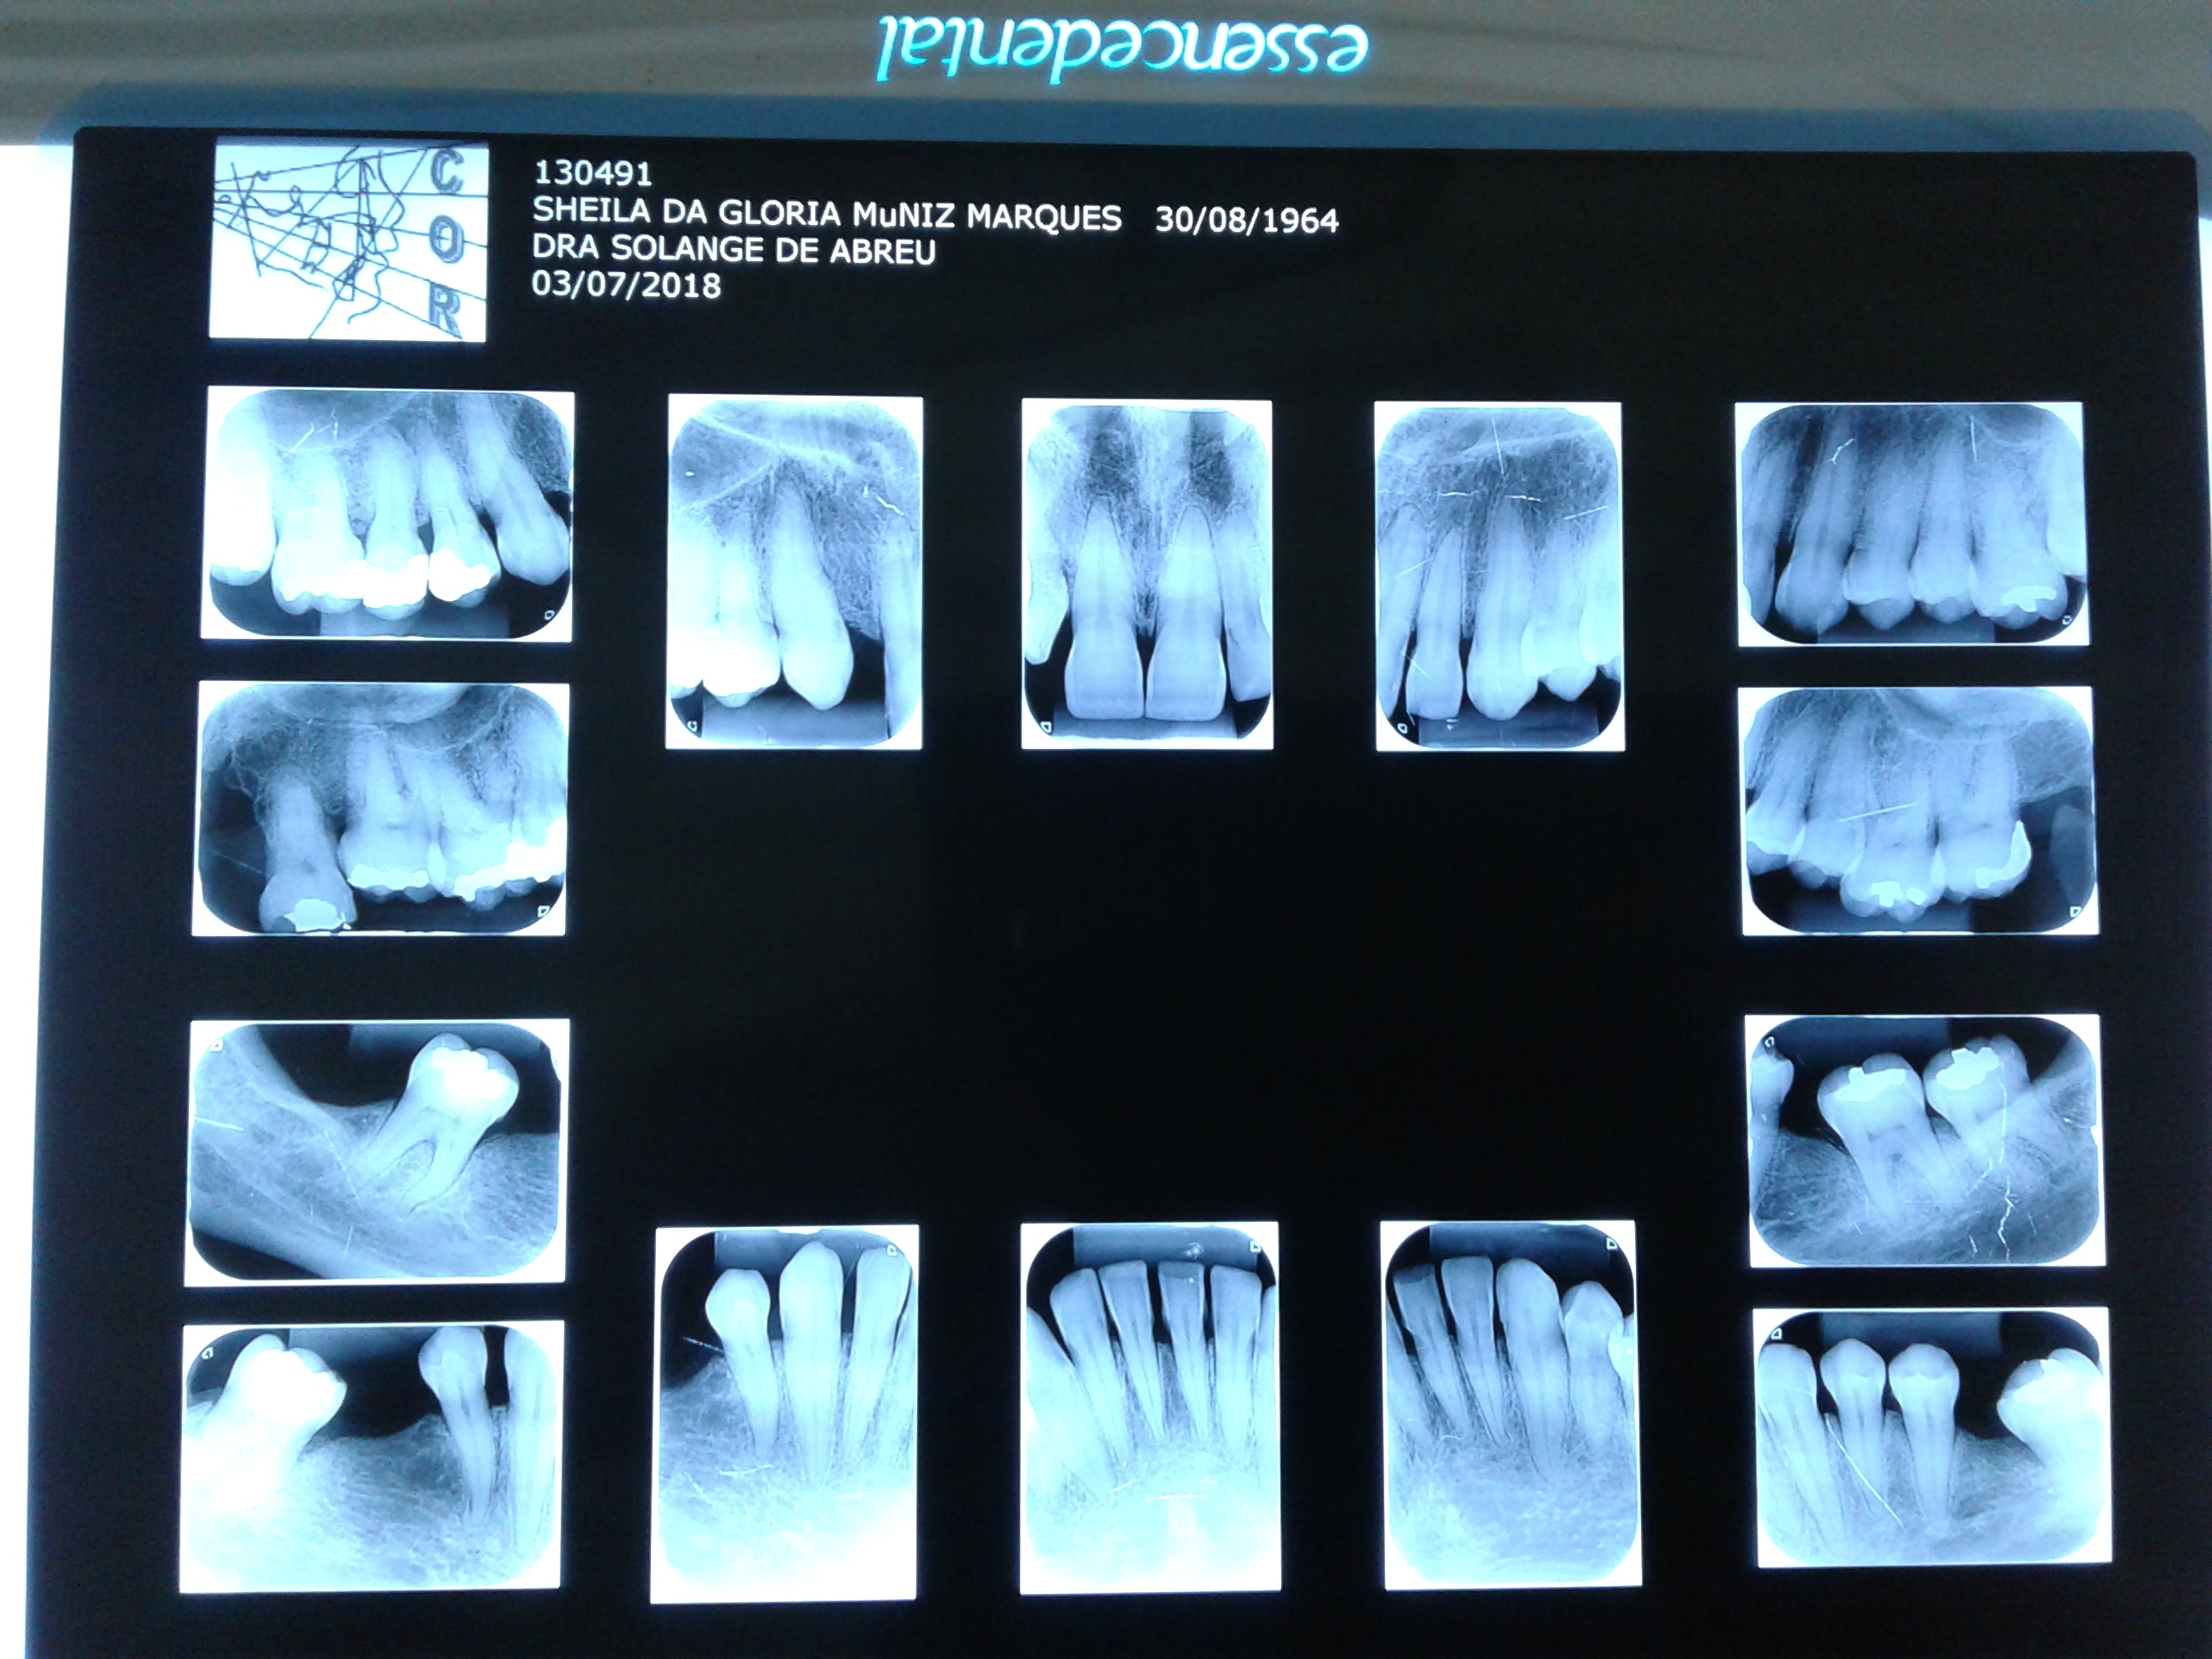 essencedental
C
O
R
130491
SHEILA DA GLORIA MuNIZ MARQUES 30/08/1964
DRA SOLANGE DE ABREU
03/07/2018